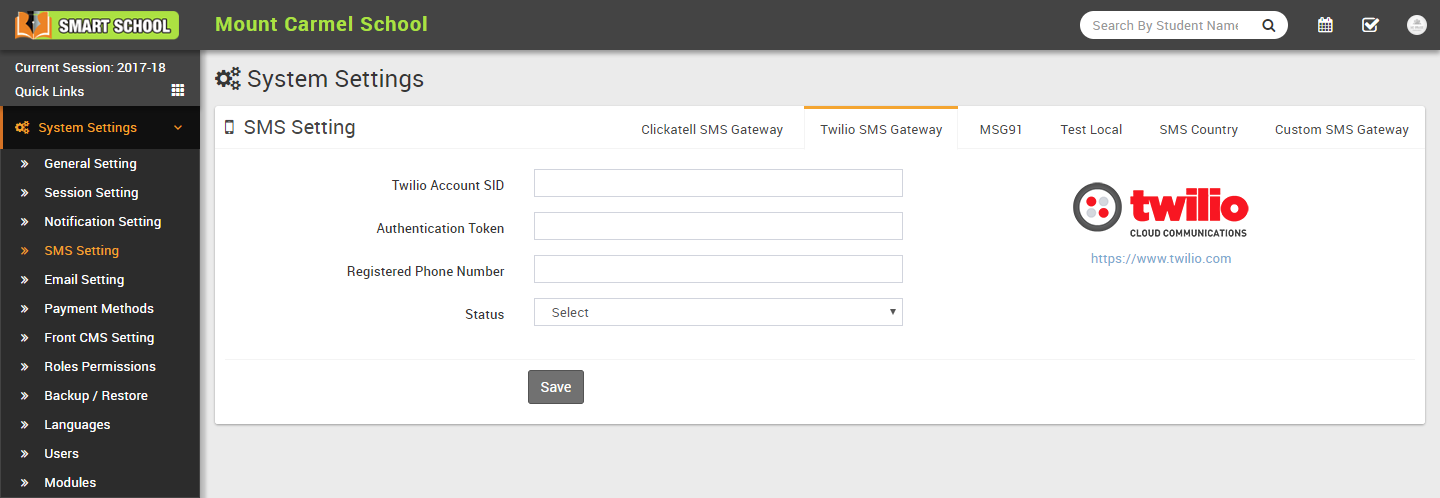 SMART SCHOOL
Mount Carmel School
Search By Student Name
Current Session: 2017-18
Quick Links
System Settings
General Setting
Session Setting
Notification Setting
SMS Setting
Email Setting
Payment Methods
Front CMS Setting
Roles Permissions
Backup / Restore
Languages
Users
Modules
System Settings
SMS Setting
Clickatell SMS Gateway
Twilio SMS Gateway
MSG91
Test Local
SMS Country
Custom SMS Gateway
Twilio Account SID
Authentication Token
Registered Phone Number
Status
Select
Save
twilio
CLOUD COMMUNICATIONS
https://www.twilio.com